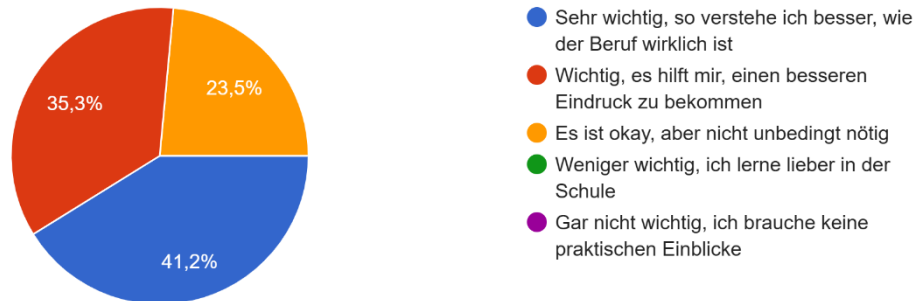 35,3%
23,5%
41,2%
Sehr wichtig, so verstehe ich besser, wie
der Beruf wirklich ist
Wichtig, es hilft mir, einen besseren
Eindruck zu bekommen
Es ist okay, aber nicht unbedingt nötig
Weniger wichtig, ich lerne lieber in der
Schule
Gar nicht wichtig, ich brauche keine
praktischen Einblicke